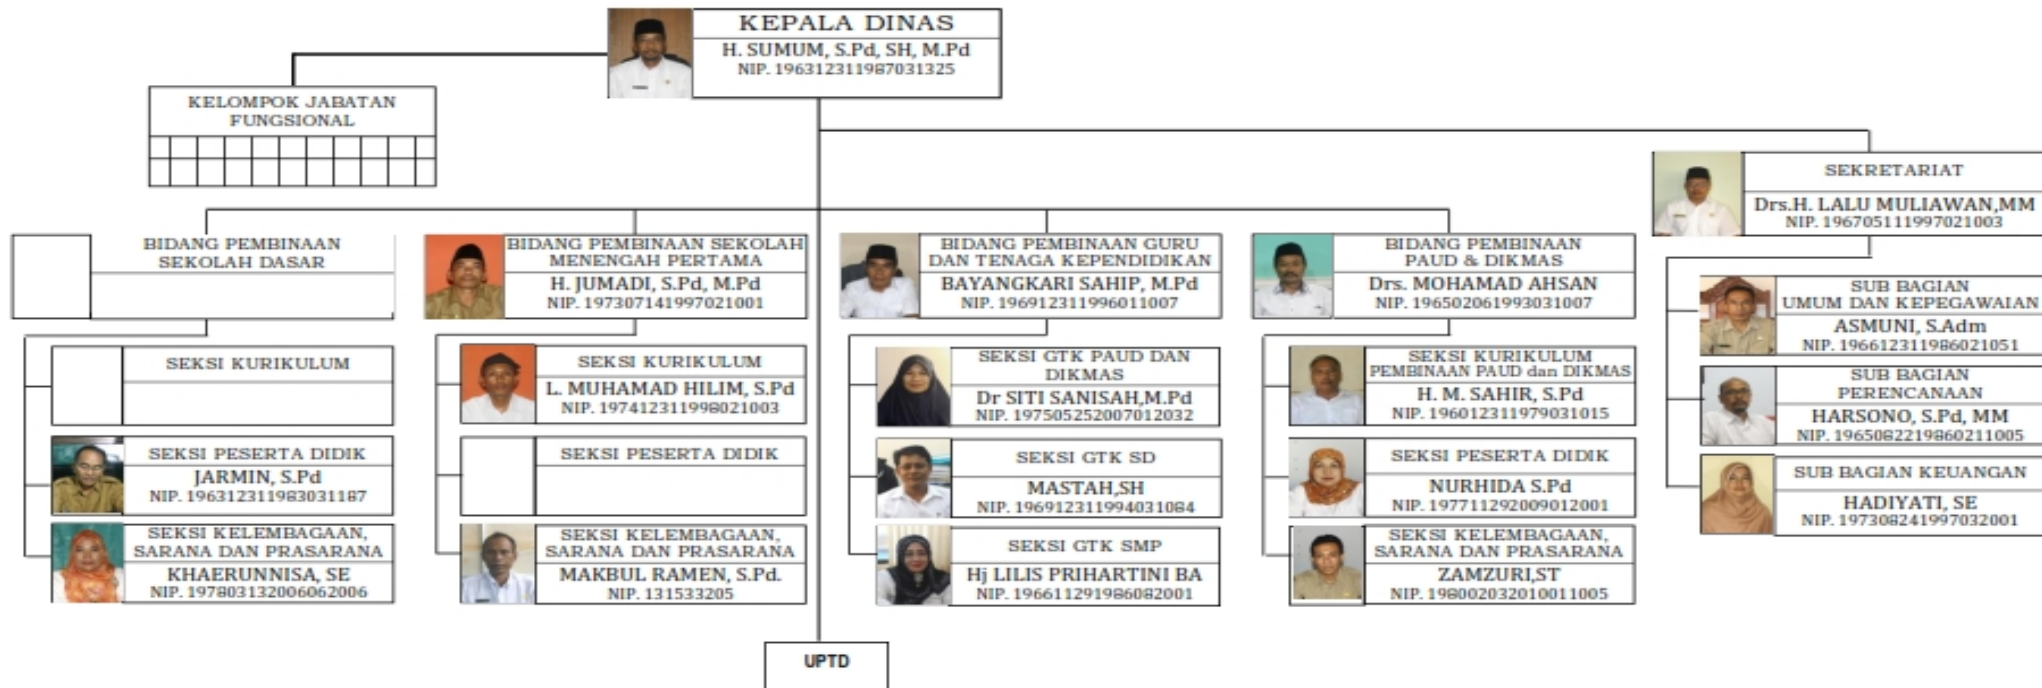 KEPALA DINAS
H. SUMUM, S.Pd, SH, M.Pd
NIP. 196312311987031325
KELOMPOK JABATAN
FUNGSIONAL
SEKRETARIAT
Drs.H. LALU MULIAWAN,MM
NIP. 196705111997021003
BIDANG PEMBINAAN
SEKOLAH DASAR
SEKSI KURIKULUM
SEKSI PESERTA DIDIK
JARMIN, S.Pd
NIP. 196312311983031187
SEKSI KELEMBAGAAN,
SARANA DAN PRASARANA
KHAERUNNISA, SE
NIP. 197803132006062006
BIDANG PEMBINAAN SEKOLAH
MENENGAH PERTAMA
H. JUMADI, S.Pd, M.Pd
NIP. 197307141997021001
SEKSI KURIKULUM
L. MUHAMAD HILIM, S.Pd
NIP. 197412311998021003
SEKSI PESERTA DIDIK
SEKSI KELEMBAGAAN,
SARANA DAN PRASARANA
MAKBUL RAMEN, S.Pd.
NIP. 131533205
BIDANG PEMBINAAN GURU
DAN TENAGA KEPENDIDIKAN
BAYANGKARI SAHIP, M.Pd
NIP. 196912311996011007
SEKSI GTK PAUD DAN
DIKMAS
Dr SITI SANISAH,M.Pd
NIP. 197505252007012032
SEKSI GTK SD
MASTAH,SH
NIP. 196912311994031084
SEKSI GTK SMP
Hj LILIS PRIHARTINI BA
NIP. 196611291986082001
BIDANG PEMBINAAN
PAUD & DIKMAS
Drs. MOHAMAD AHSAN
NIP. 196502061993031007
SEKSI KURIKULUM
PEMBINAAN PAUD dan DIKMAS
H. M. SAHIR, S.Pd
NIP. 196012311979031015
SEKSI PESERTA DIDIK
NURHIDA S.Pd
NIP. 197711292009012001
SEKSI KELEMBAGAAN,
SARANA DAN PRASARANA
ZAMZURI,ST
NIP. 198002032010011005
SUB BAGIAN
UMUM DAN KEPEGAWAIAN
ASMUNI, S.Adm
NIP. 196612311986021051
SUB BAGIAN
PERENCANAAN
HARSONO, S.Pd, MM
NIP. 1965082219860211005
SUB BAGIAN KEUANGAN
HADIYATI, SE
NIP. 197308241997032001
UPTD